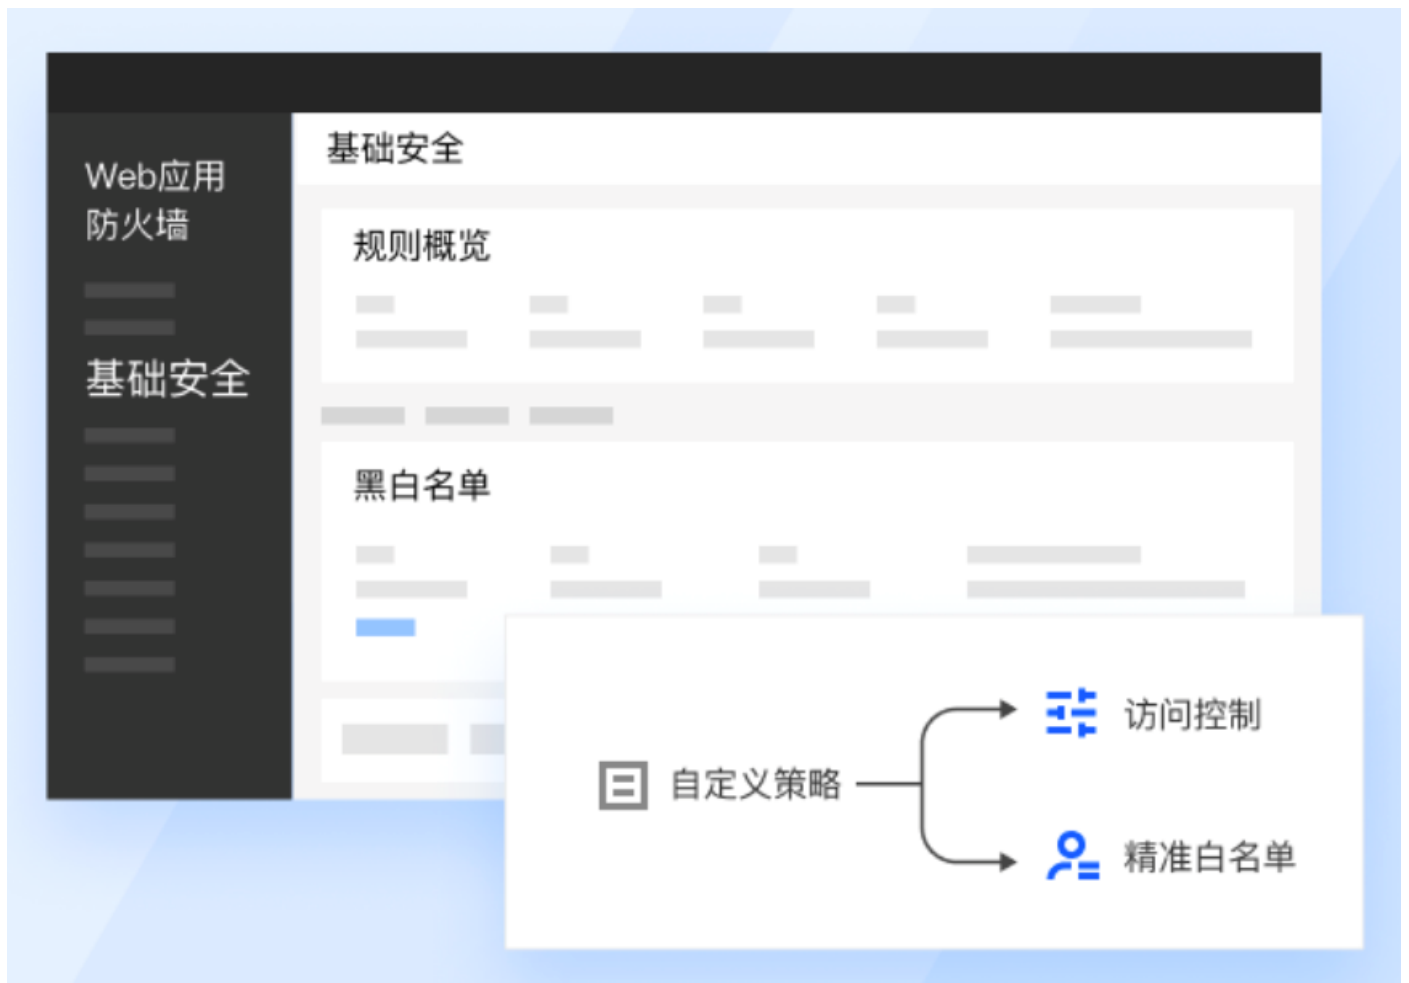 Web应用
防火墙
基础安全
基础安全
规则概览
黑白名单
自定义策略
访问控制
精准白名单